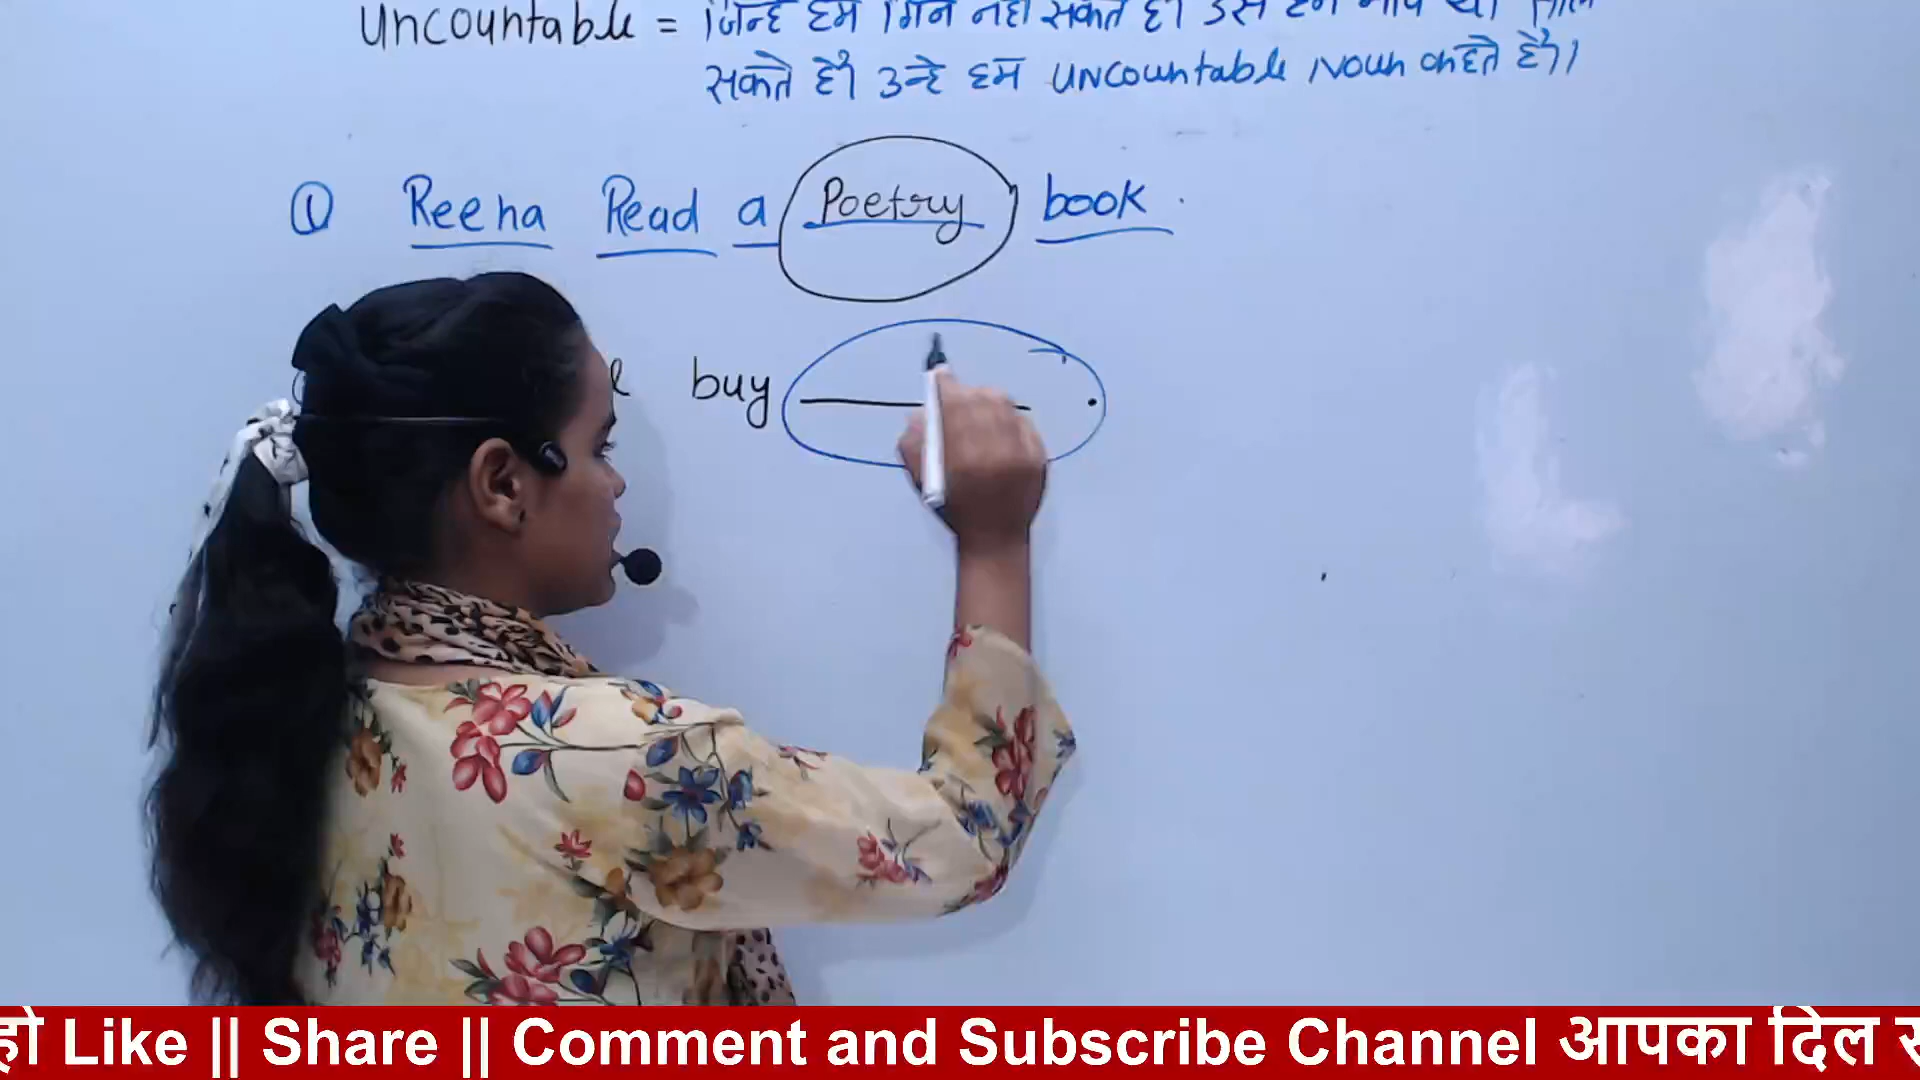 Uncountable = जिन्हे हम गिन नही सकते है। उसे हम माप या तौल
सकते है। उन्हे हम uncountable Noun कहते है।
① Reena Read a Poetry book.
buy .
हो Like || Share || Comment and Subscribe Channel आपका दिल